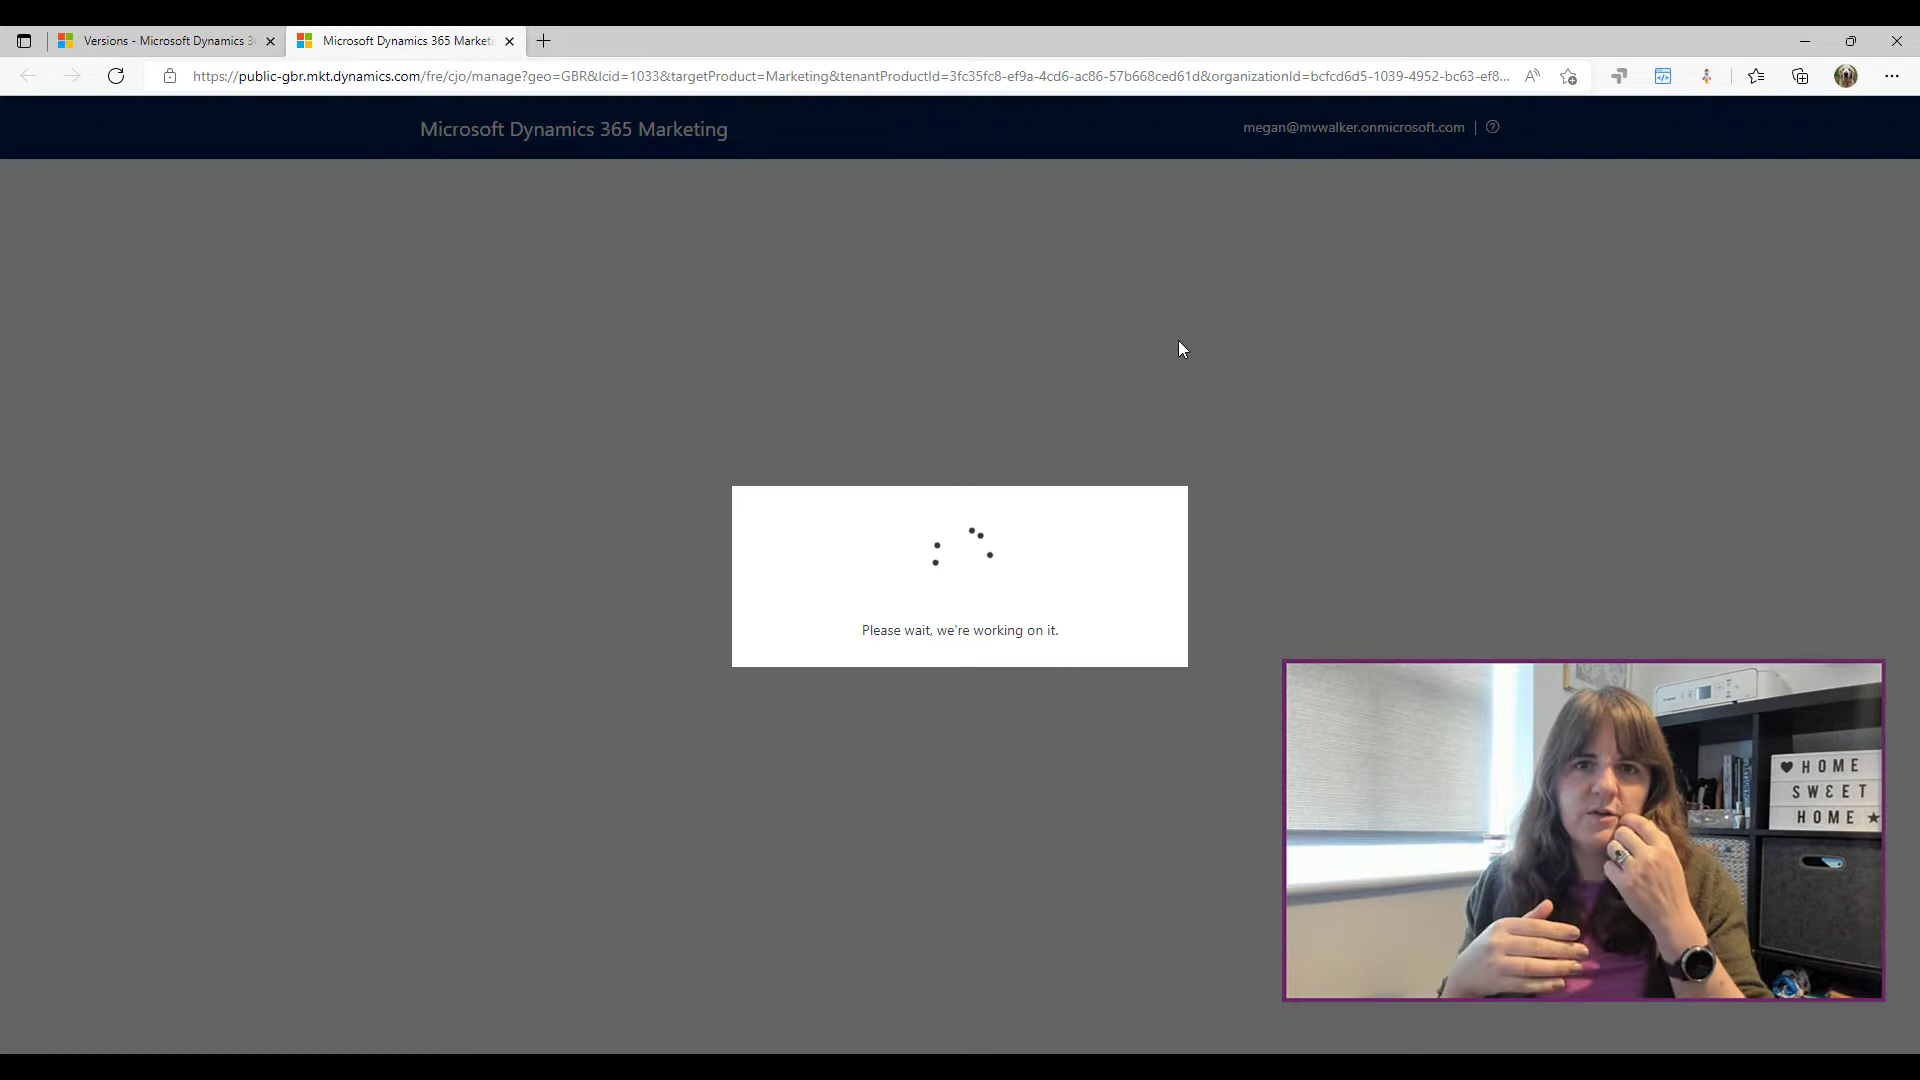 Versions - Microsoft Dynamics 3
Microsoft Dynamics 365 Marketi
https://public-gbr.mkt.dynamics.com/fre/cjo/manage?geo=GBR&lcid=1033&targetProduct=Marketing&tenantProductId=3fc35fc8-ef9a-4cd6-ac86-57b668ced61d&organizationId=bcfcd6d5-1039-4952-bc63-ef8...
Microsoft Dynamics 365 Marketing
megan@mvwalker.onmicrosoft.com | ?
Please wait, we're working on it.
♥ HOME
SWEET
HOME ★